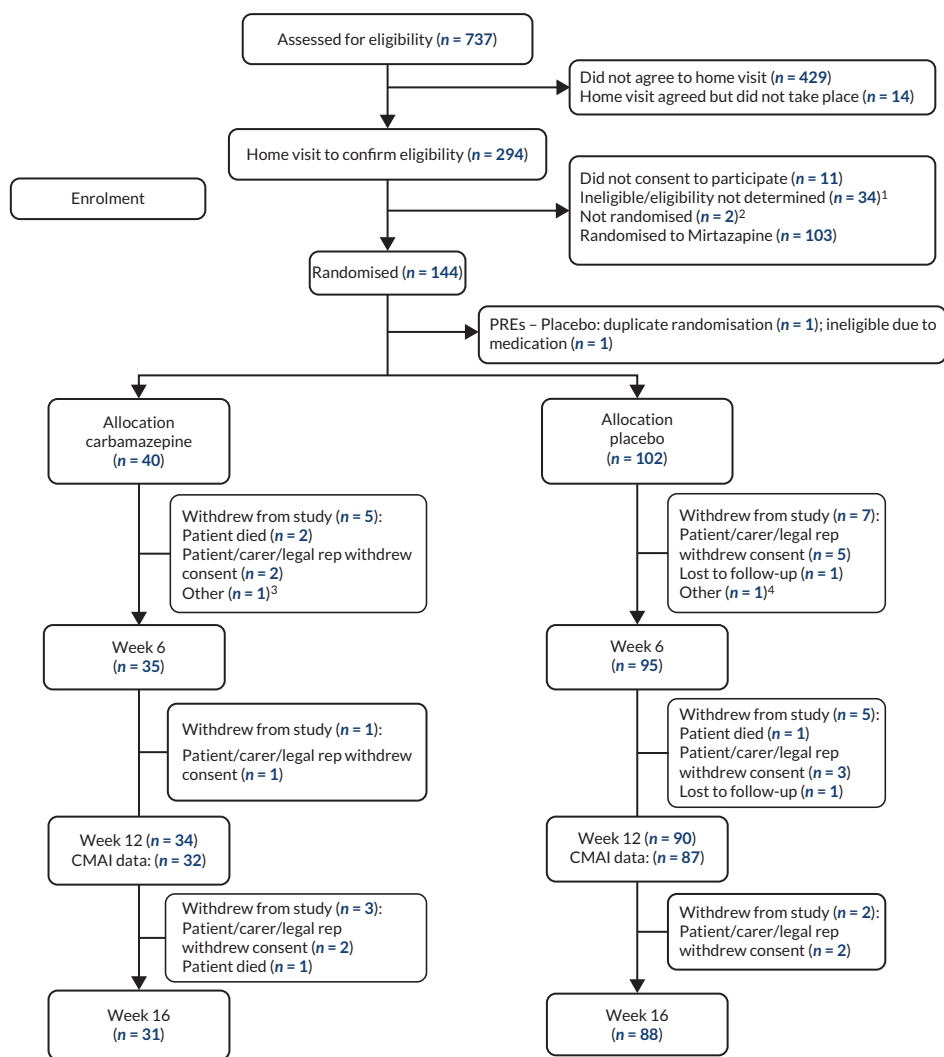 Assessed for eligibility (n = 737)
Did not agree to home visit (n = 429)
Home visit agreed but did not take place (n = 14)
Home visit to confirm eligibility (n = 294)
Enrolment
Did not consent to participate (n = 11)
Ineligible/eligibility not determined (n = 34)1
Not randomised (n = 2)2
Randomised to Mirtazapine (n = 103)
Randomised (n = 144)
PREs – Placebo: duplicate randomisation (n = 1); ineligible due to
medication (n = 1)
Allocation
carbamazepine
(n = 40)
Allocation
placebo
(n = 102)
Withdrew from study (n = 5):
Patient died (n = 2)
Patient/carer/legal rep withdrew
consent (n = 2)
Other (n = 1)3
Withdrew from study (n = 7):
Patient/carer/legal rep
withdrew consent (n = 5)
Lost to follow-up (n = 1)
Other (n = 1)4
Week 6
(n = 35)
Week 6
(n = 95)
Withdrew from study (n = 1):
Patient/carer/legal rep withdrew
consent (n = 1)
Withdrew from study (n = 5):
Patient died (n = 1)
Patient/carer/legal rep
withdrew consent (n = 3)
Lost to follow-up (n = 1)
Week 12 (n = 34)
CMAI data: (n = 32)
Week 12 (n = 90)
CMAI data: (n = 87)
Withdrew from study (n = 3):
Patient/carer/legal rep
withdrew consent (n = 2)
Patient died (n = 1)
Withdrew from study (n = 2):
Patient/carer/legal rep
withdrew consent (n = 2)
Week 16
(n = 31)
Week 16
(n = 88)